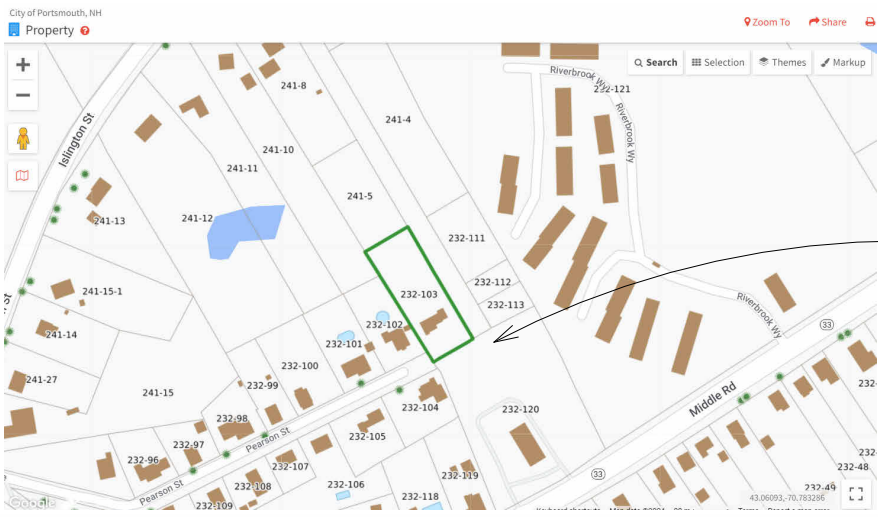 City of Portsmouth, NH
Property ?
Zoom To
Share
Search
Selection
Themes
Markup
Riverbrook Wy
232-121
241-8
Riverbrook Wy
241-4
Islington St
241-10
241-11
241-5
241-12
241-13
232-111
232-112
241-15-1
232-103
232-113
Riverbrook Wy
St
232-102
33
241-14
232-101
232-100
241-27
232-99
232-
241-15
Middle Rd
232-104
232-120
232-98
232-105
Pearson St
232-97
232-96
232-107
232-
33
232-119
232-48
232-108
232-106
Pearson St
232-49
232-118
43.06093,-70.783286
Google
232-109